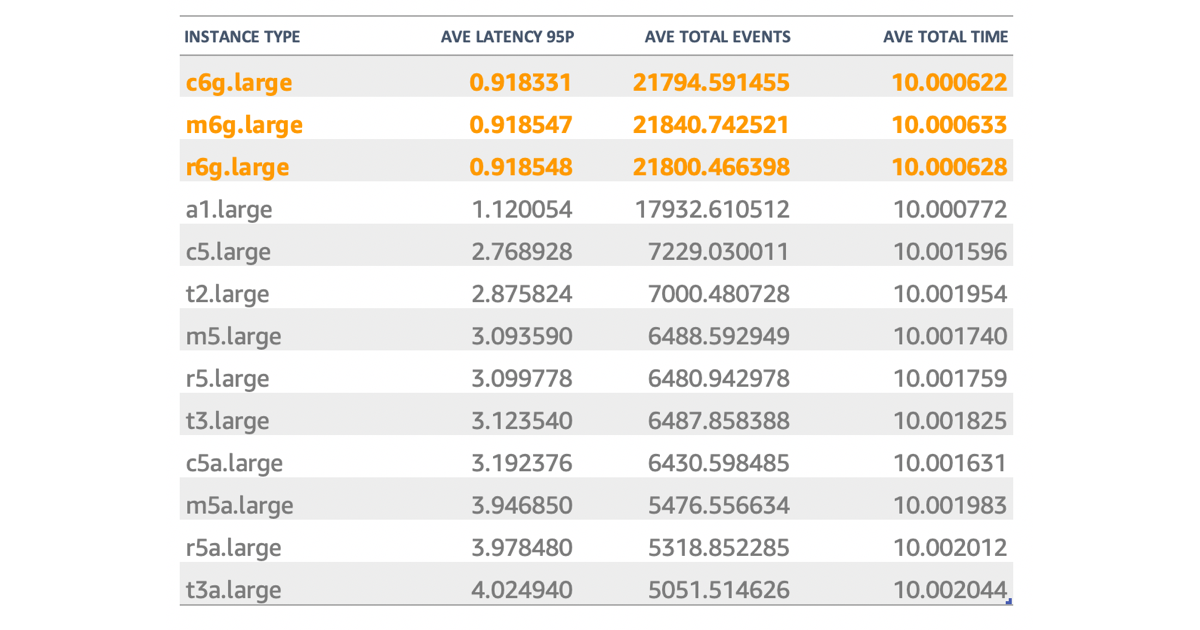 INSTANCE TYPE AVE LATENCY 95P AVE TOTAL EVENTS AVE TOTAL TIME
c6g.large 0.918331 21794.591455 10.000622
m6g.large 0.918547 21840.742521 10.000633
r6g.large 0.918548 21800.466398 10.000628
a1.large 1.120054 17932.610512 10.000772
c5.large 2.768928 7229.030011 10.001596
t2.large 2.875824 7000.480728 10.001954
m5.large 3.093590 6488.592949 10.001740
r5.large 3.099778 6480.942978 10.001759
t3.large 3.123540 6487.858388 10.001825
c5a.large 3.192376 6430.598485 10.001631
m5a.large 3.946850 5476.556634 10.001983
r5a.large 3.978480 5318.852285 10.002012
t3a.large 4.024940 5051.514626 10.002044